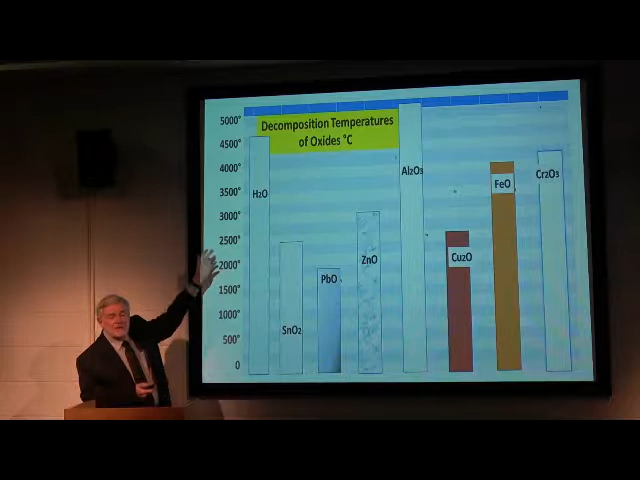 Decomposition Temperatures
of Oxides °C
5000°
4500°
4000°
3500°
3000°
2500°
2000°
1500°
1000°
500°
0
H2O
SnO2
PbO
ZnO
Al2O3
Cu2O
FeO
Cr2O3